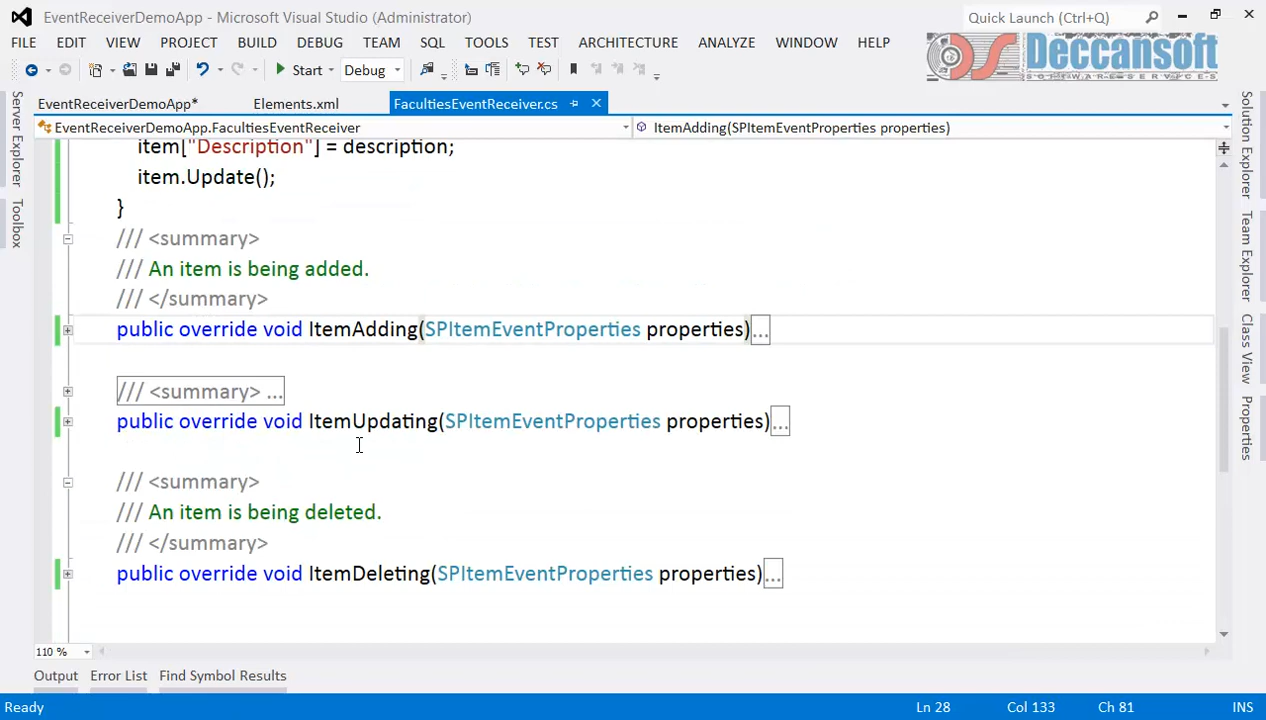 EventReceiverDemoApp - Microsoft Visual Studio (Administrator)
Quick Launch (Ctrl+Q)
FILE EDIT VIEW PROJECT BUILD DEBUG TEAM SQL TOOLS TEST ARCHITECTURE ANALYZE WINDOW HELP
Deccansoft
SOFTWARE SERVICES
Start Debug
EventReceiverDemoApp* Elements.xml FacultiesEventReceiver.cs
EventReceiverDemoApp.FacultiesEventReceiver ItemAdding(SPItemEventProperties properties)
Server Explorer
Toolbox
item["Description"] = description;
item.Update();
}
/// <summary>
/// An item is being added.
/// </summary>
public override void ItemAdding(SPItemEventProperties properties)...
/// <summary> ...
public override void ItemUpdating(SPItemEventProperties properties)...
/// <summary>
/// An item is being deleted.
/// </summary>
public override void ItemDeleting(SPItemEventProperties properties)...
Solution Explorer
Team Explorer
Class View
Properties
110 %
Output Error List Find Symbol Results
Ready Ln 28 Col 133 Ch 81 INS